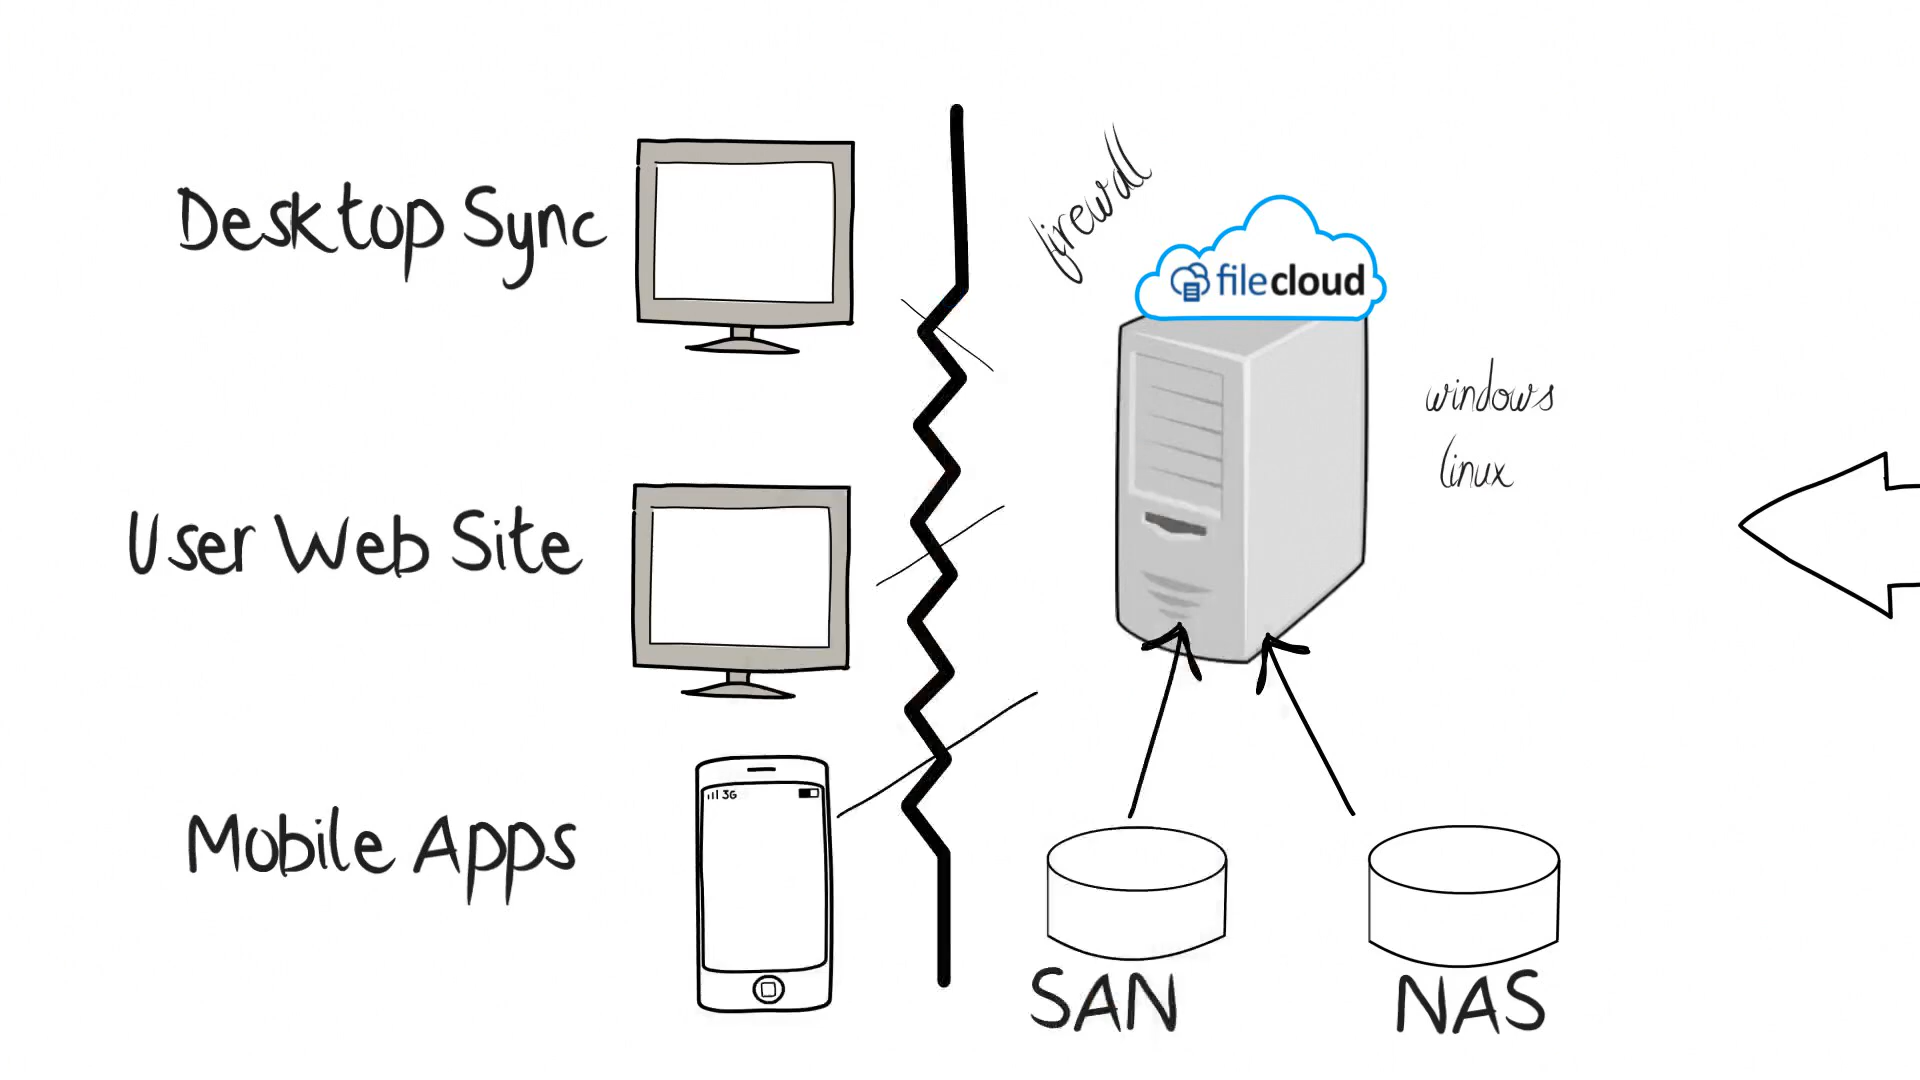 Desktop Sync
firewall
filecloud
windows
linux
User Web Site
3G
Mobile Apps
SAN
NAS